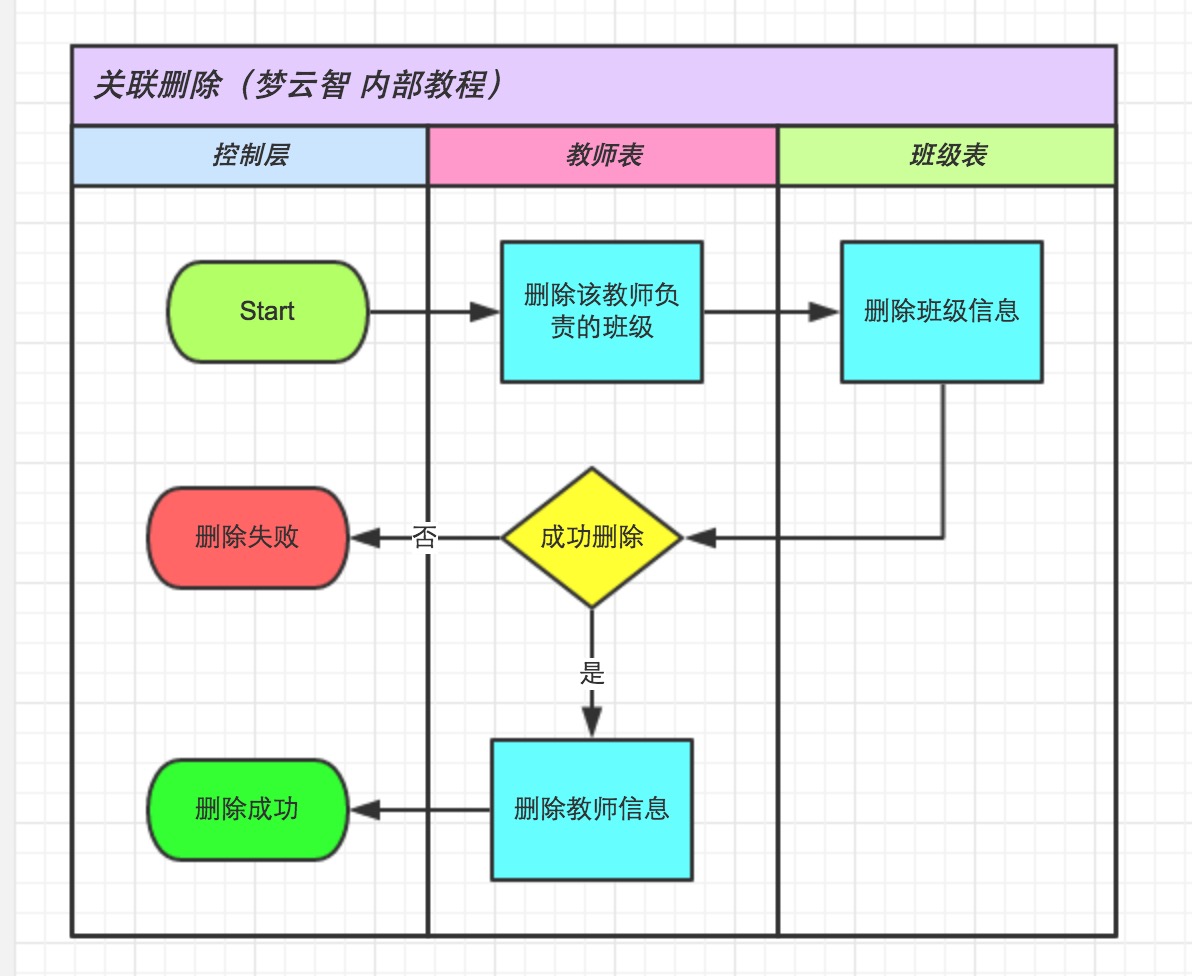 关联删除（梦云智 内部教程）
控制层
教师表
班级表
Start
删除该教师负
责的班级
删除班级信息
删除失败
否
成功删除
是
删除成功
删除教师信息